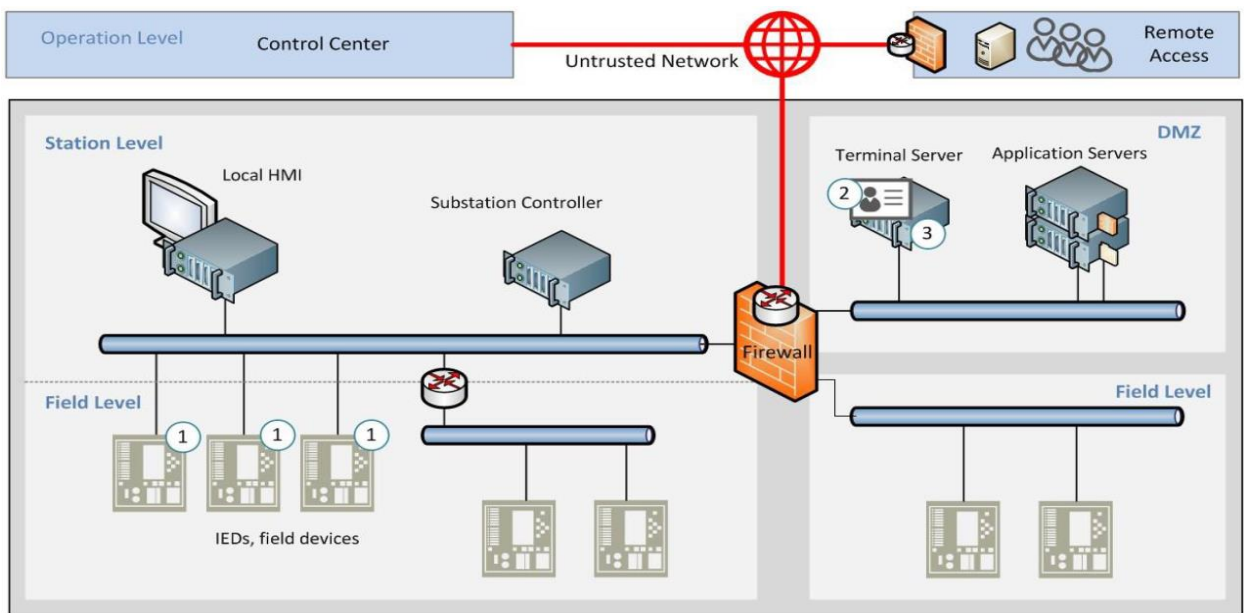 Operation Level
Control Center
Untrusted Network
Remote
Access
Station Level
Local HMI
Substation Controller
DMZ
Terminal Server
Application Servers
2
3
Firewall
Field Level
1
1
1
IEDs, field devices
Field Level